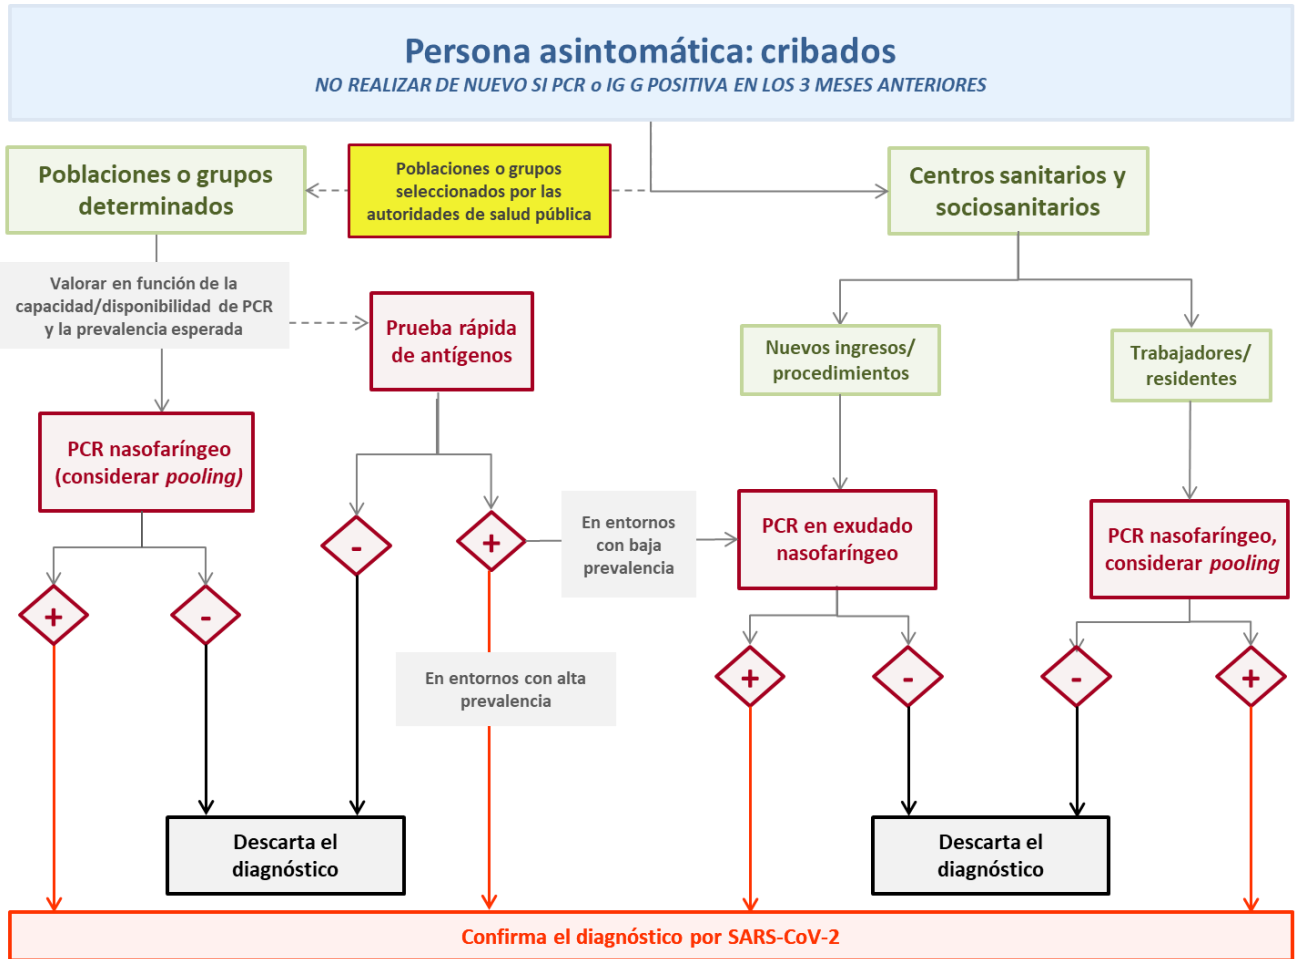 Persona asintomática: cribados
NO REALIZAR DE NUEVO SI PCR o IG G POSITIVA EN LOS 3 MESES ANTERIORES
Poblaciones o grupos
determinados
Poblaciones o grupos
seleccionados por las
autoridades de salud pública
Centros sanitarios y
sociosanitarios
Valorar en función de la
capacidad/disponibilidad de PCR
y la prevalencia esperada
Prueba rápida
de antígenos
Nuevos ingresos/
procedimientos
Trabajadores/
residentes
PCR nasofaríngeo
(considerar pooling)
-
+
En entornos
con baja
prevalencia
PCR en exudado
nasofaríngeo
PCR nasofaríngeo,
considerar pooling
+
-
En entornos con alta
prevalencia
+
-
-
+
Descarta el
diagnóstico
Descarta el
diagnóstico
Confirma el diagnóstico por SARS-CoV-2